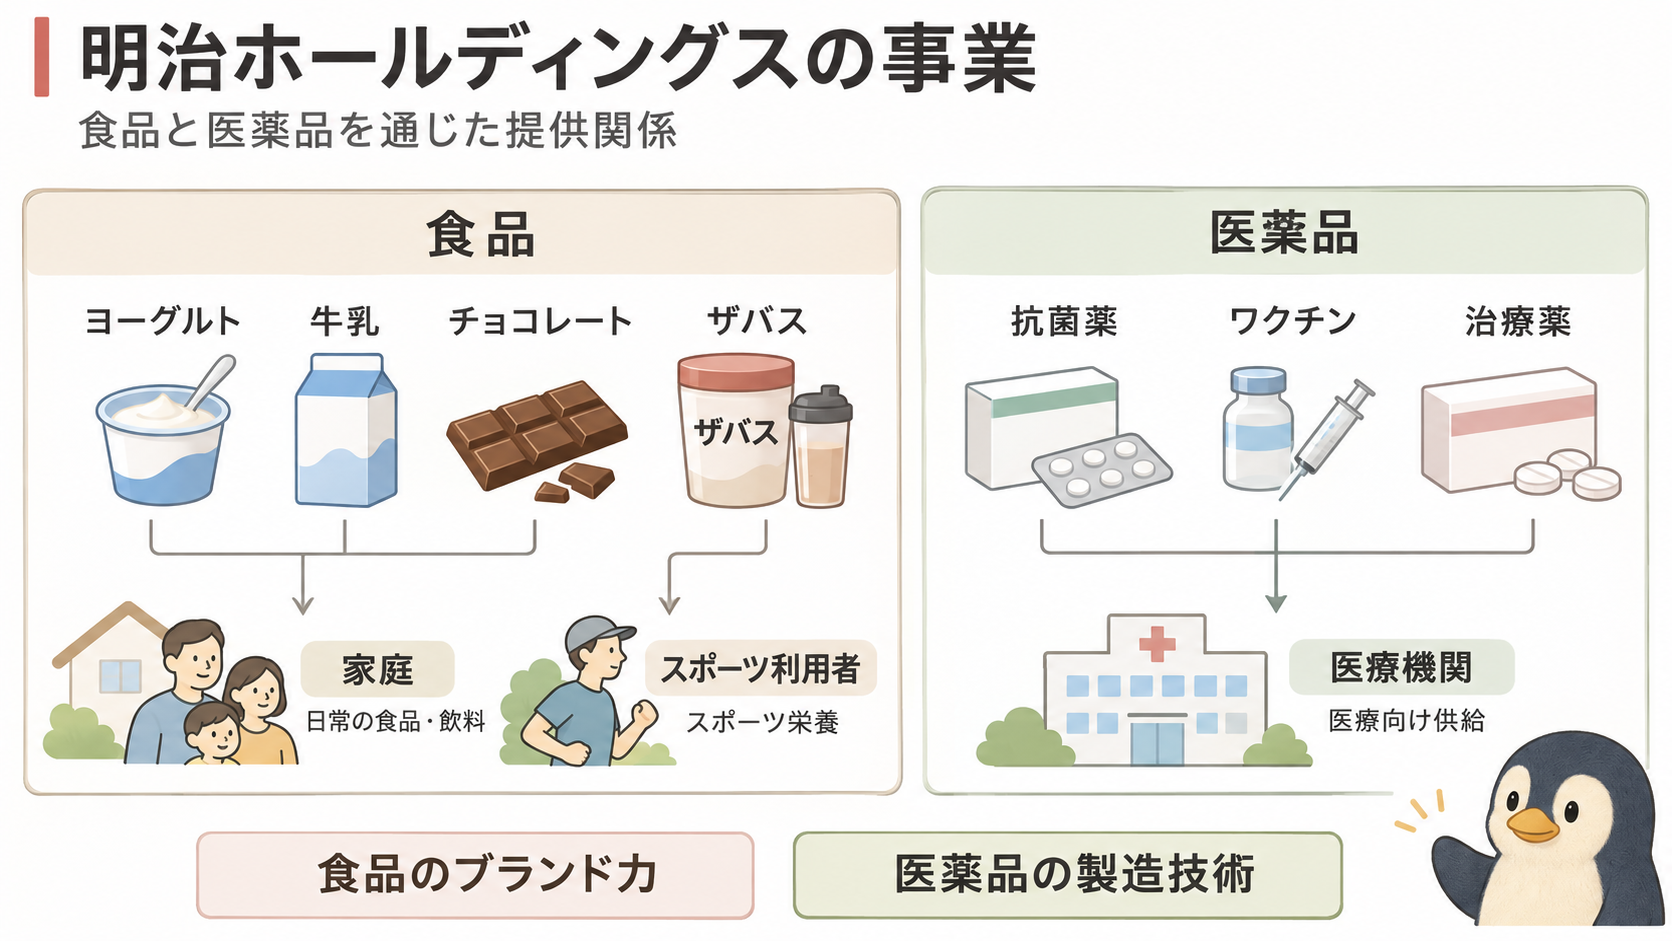 明治ホールディングスの事業
食品と医薬品を通じた提供関係
食品
ヨーグルト
牛乳
チョコレート
ザバス
ザバス
家庭
日常の食品・飲料
スポーツ利用者
スポーツ栄養
医薬品
抗菌薬
ワクチン
治療薬
医療機関
医療向け供給
食品のブランド力
医薬品の製造技術